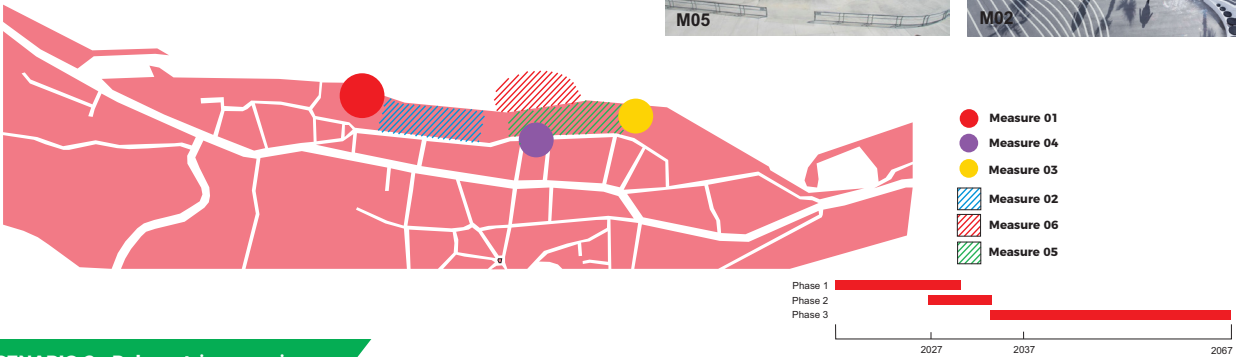 M05
M02
Measure 01
Measure 04
Measure 03
Measure 02
Measure 06
Measure 05
Phase 1
Phase 2
Phase 3
2027
2037
2067